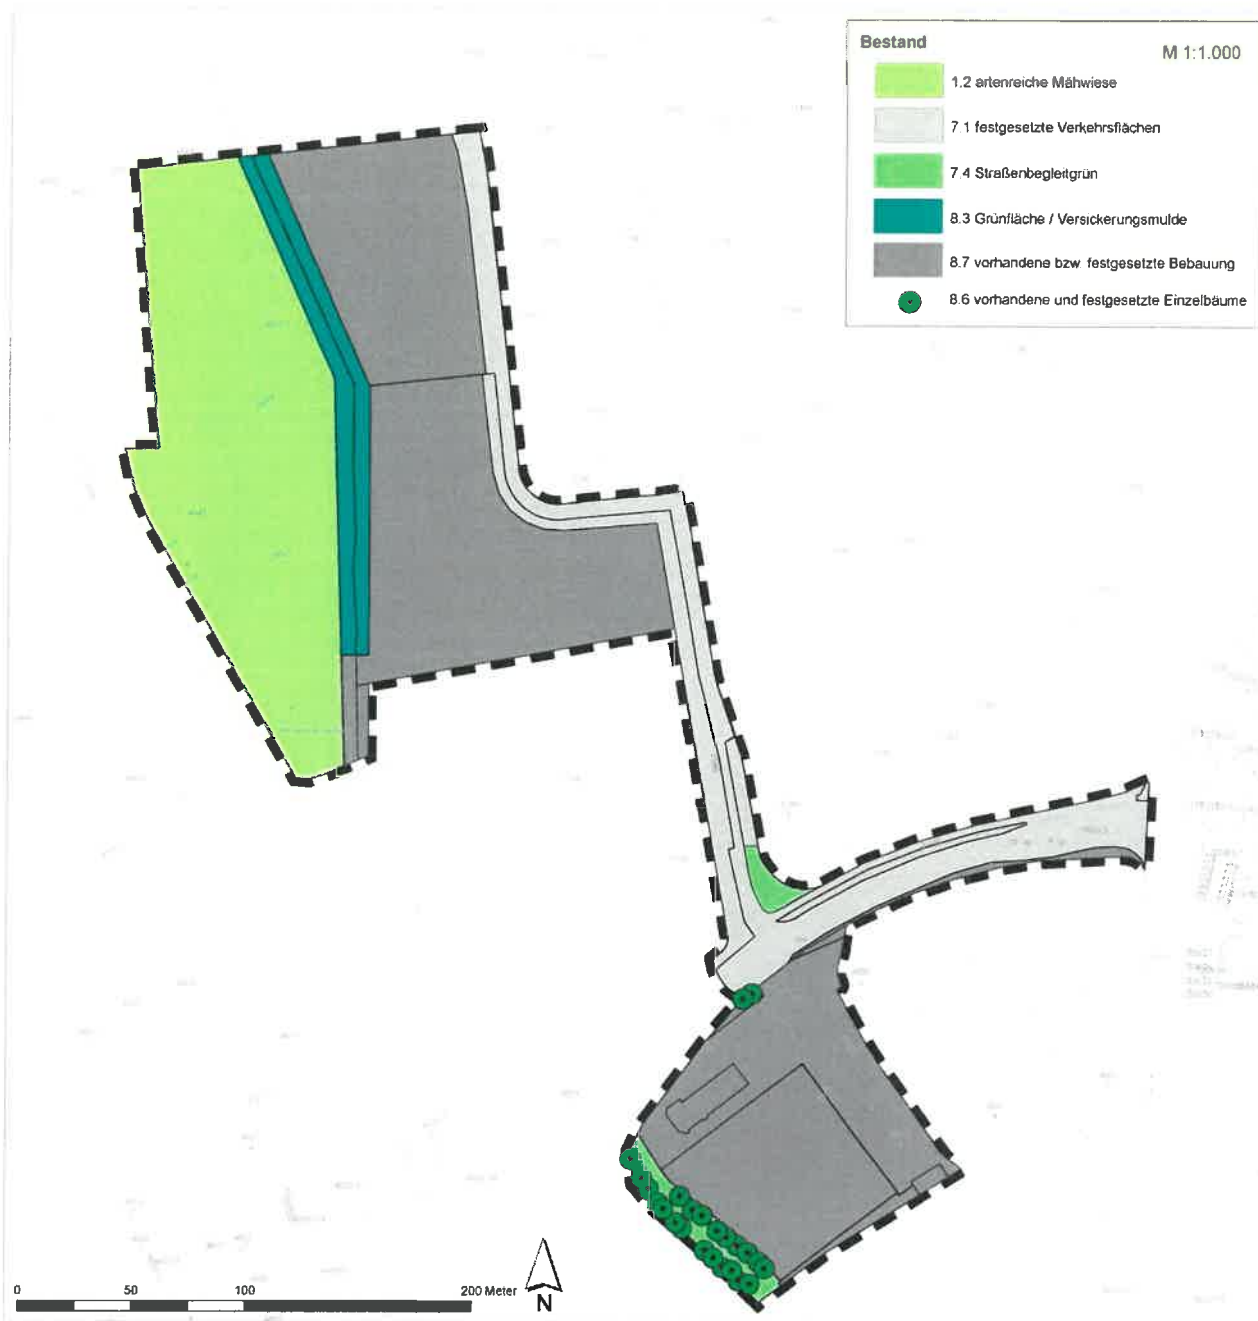 Bestand
M 1:1.000
1.2 artenreiche Mähwiese
7.1 festgesetzte Verkehrsflächen
7.4 Straßenbegleitgrün
8.3 Grünfläche / Versickerungsmulde
8.7 vorhandene bzw. festgesetzte Bebauung
8.6 vorhandene und festgesetzte Einzelbäume
0 50 100 200 Meter
N